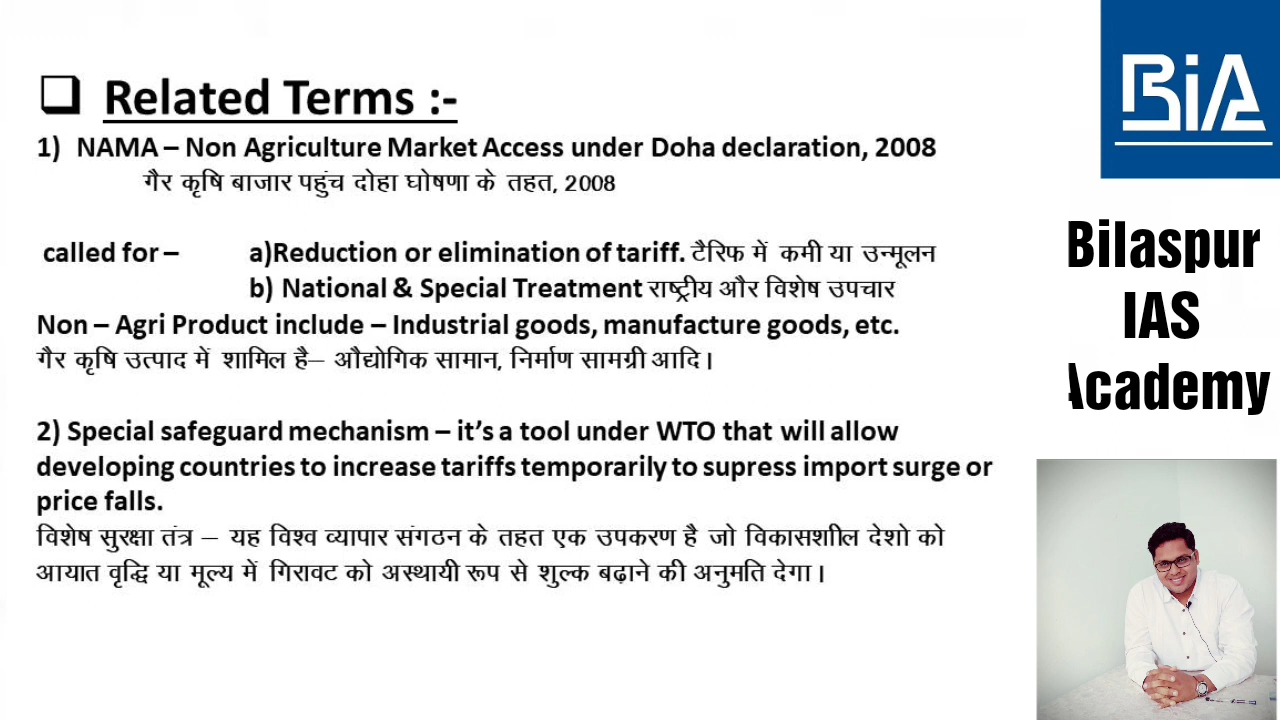 ❑ Related Terms :-
1) NAMA – Non Agriculture Market Access under Doha declaration, 2008
गैर कृषि बाजार पहुंच दोहा घोषणा के तहत, 2008
called for – a)Reduction or elimination of tariff. टैरिफ में कमी या उन्मूलन
b) National & Special Treatment राष्ट्रीय और विशेष उपचार
Non – Agri Product include – Industrial goods, manufacture goods, etc.
गैर कृषि उत्पाद में शामिल है– औद्योगिक सामान, निर्माण सामग्री आदि।
2) Special safeguard mechanism – it's a tool under WTO that will allow
developing countries to increase tariffs temporarily to supress import surge or
price falls.
विशेष सुरक्षा तंत्र – यह विश्व व्यापार संगठन के तहत एक उपकरण है जो विकासशील देशो को
आयात वृद्धि या मूल्य में गिरावट को अस्थायी रूप से शुल्क बढ़ाने की अनुमति देगा।
BiA
Bilaspur
IAS
Academy